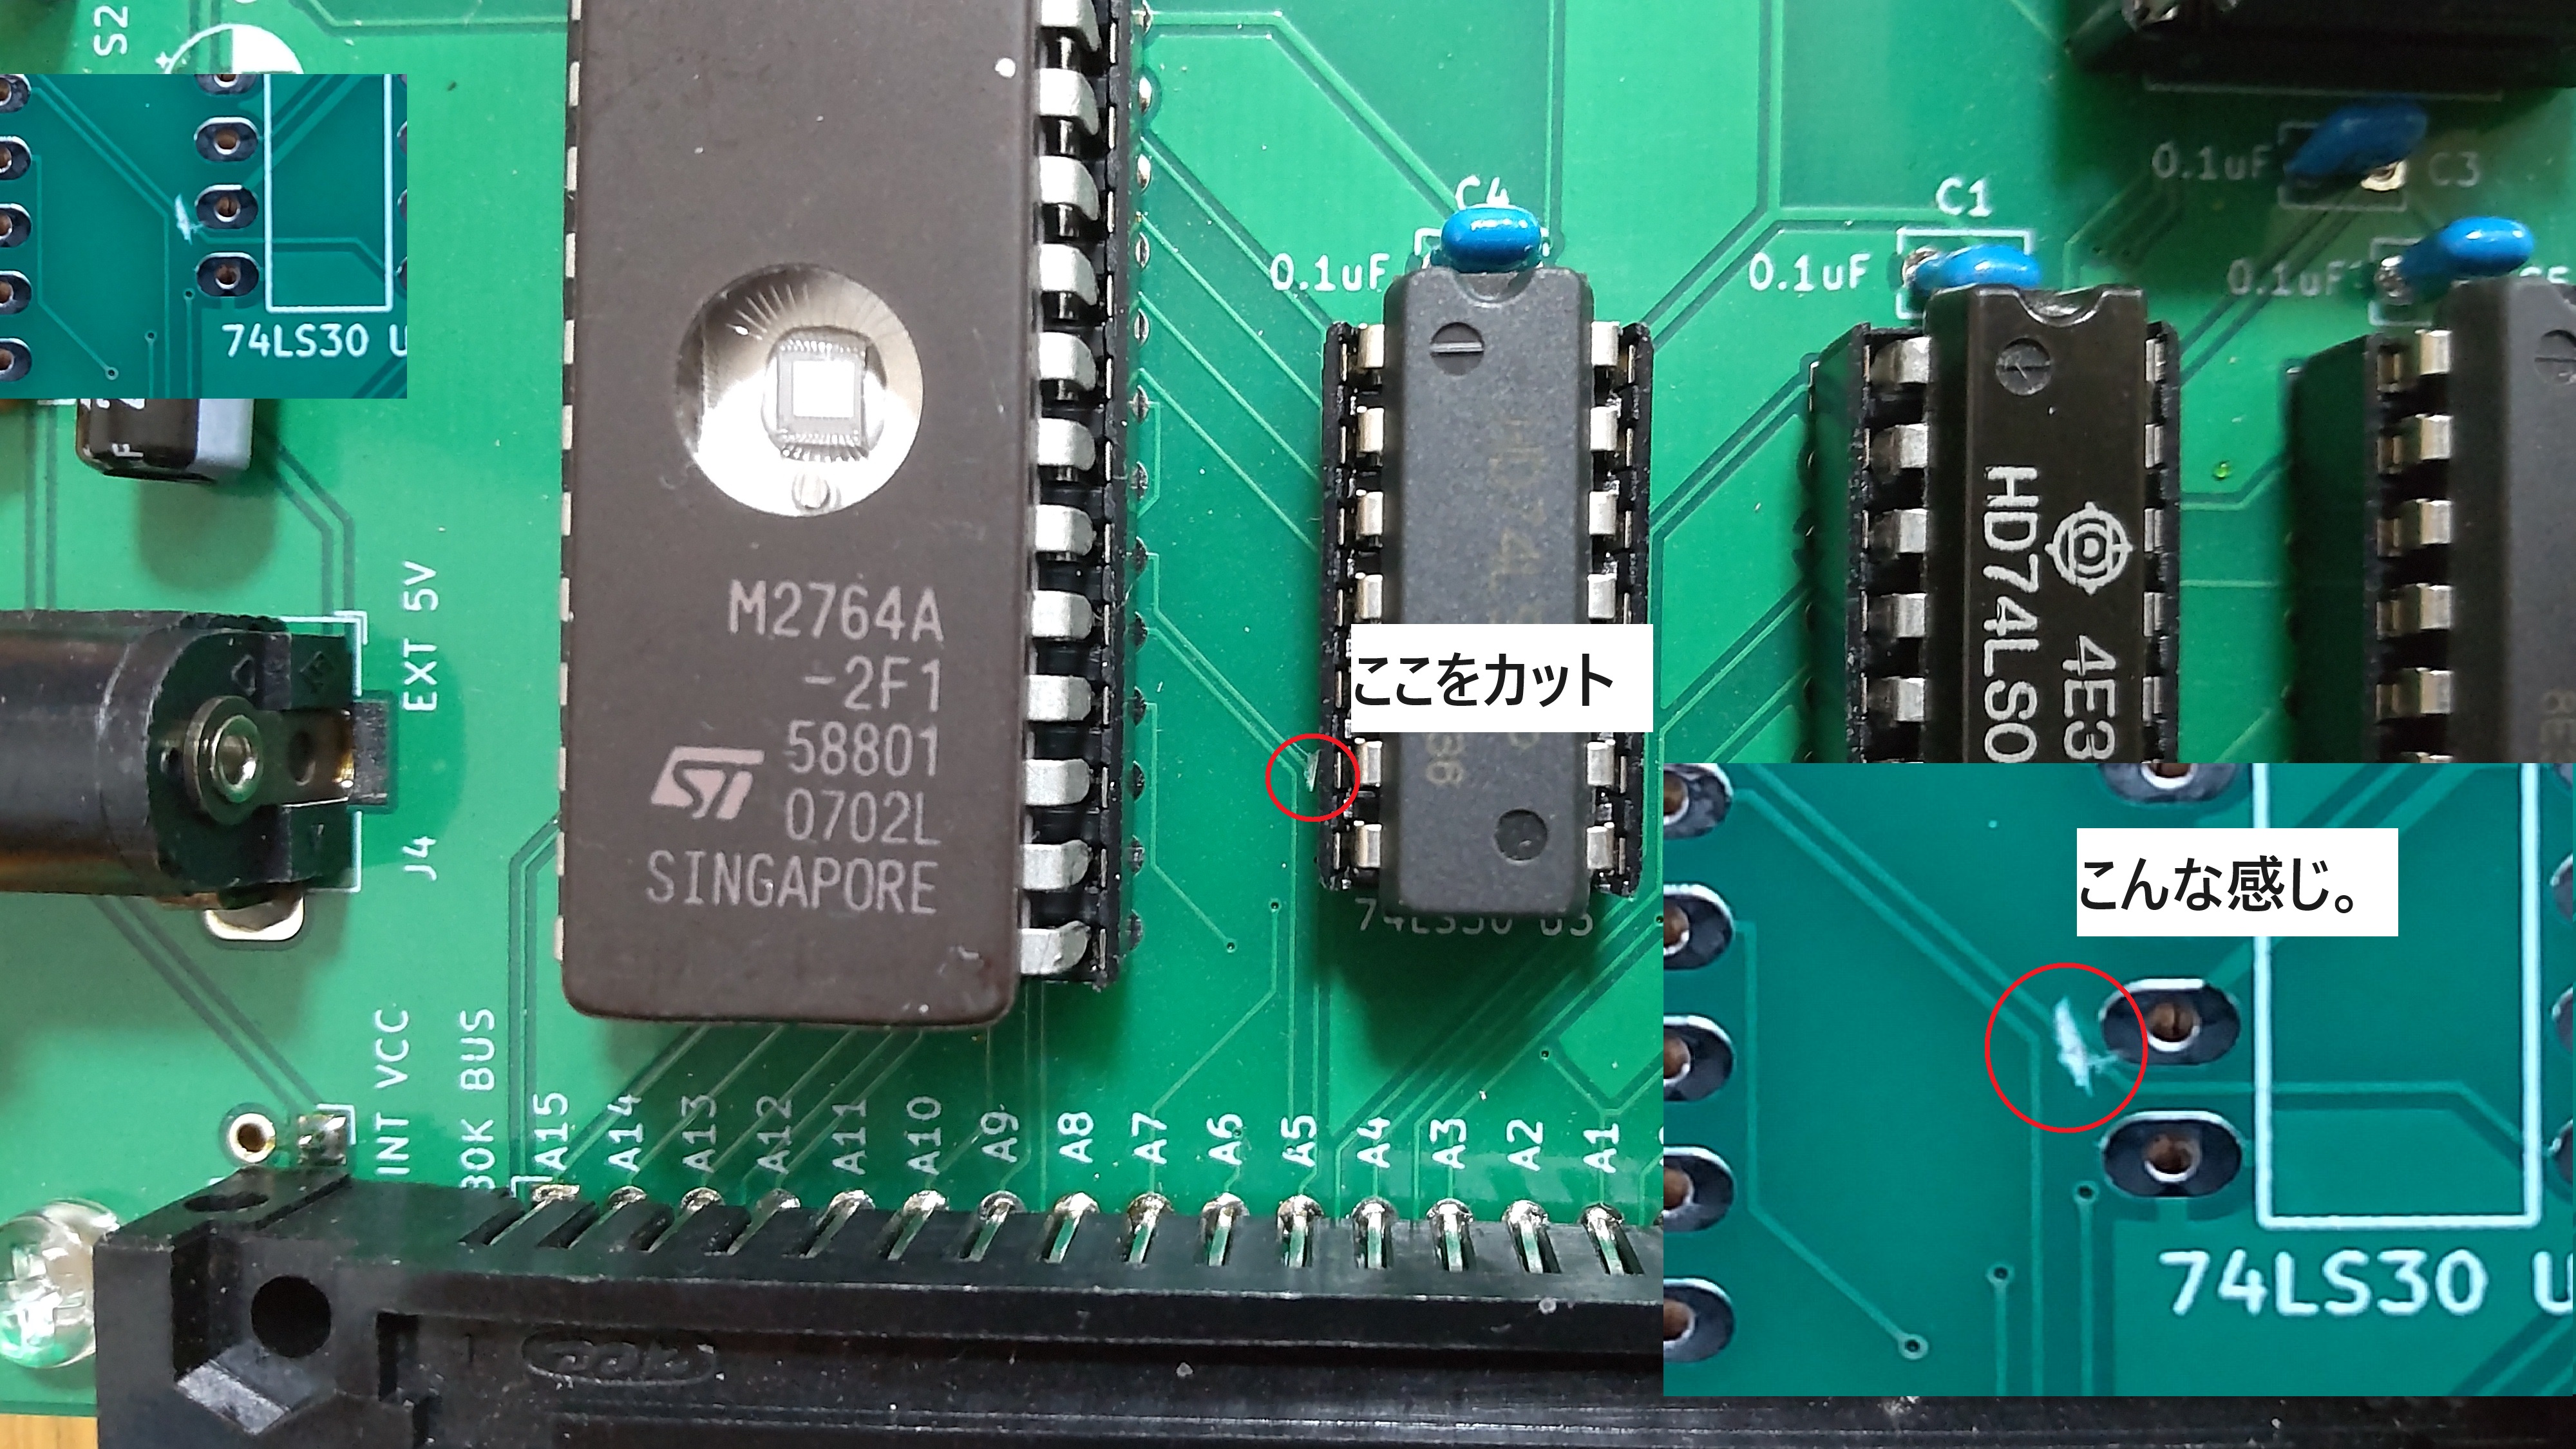 S2
74LS30 U
0.1uF
C4
0.1uF
C1
0.1uF
C3
0.1uF
M2764A
-2F1
58801
0702L
SINGAPORE
ST
HD74LS0
4E3
EXT 5V
J4
INT VCC
80K BUS
ここをカット
こんな感じ。
74LS30 U3
A15
A14
A13
A12
A11
A10
A9
A8
A7
A6
A5
A4
A3
A2
A1
74LS30 U